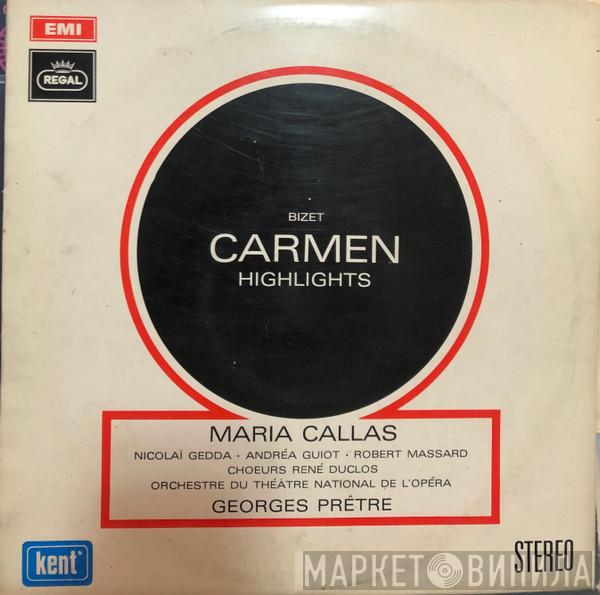 EMI
REGAL
BIZET
CARMEN
HIGHLIGHTS
MARIA CALLAS
NICOLAÏ GEDDA · ANDRÉA GUIOT · ROBERT MASSARD
CHOEURS RENÉ DUCLOS
ORCHESTRE DU THÉÂTRE NATIONAL DE L'OPÉRA
GEORGES PRÊTRE
kent
STEREO
МАРКЕТ ВИНИЛА